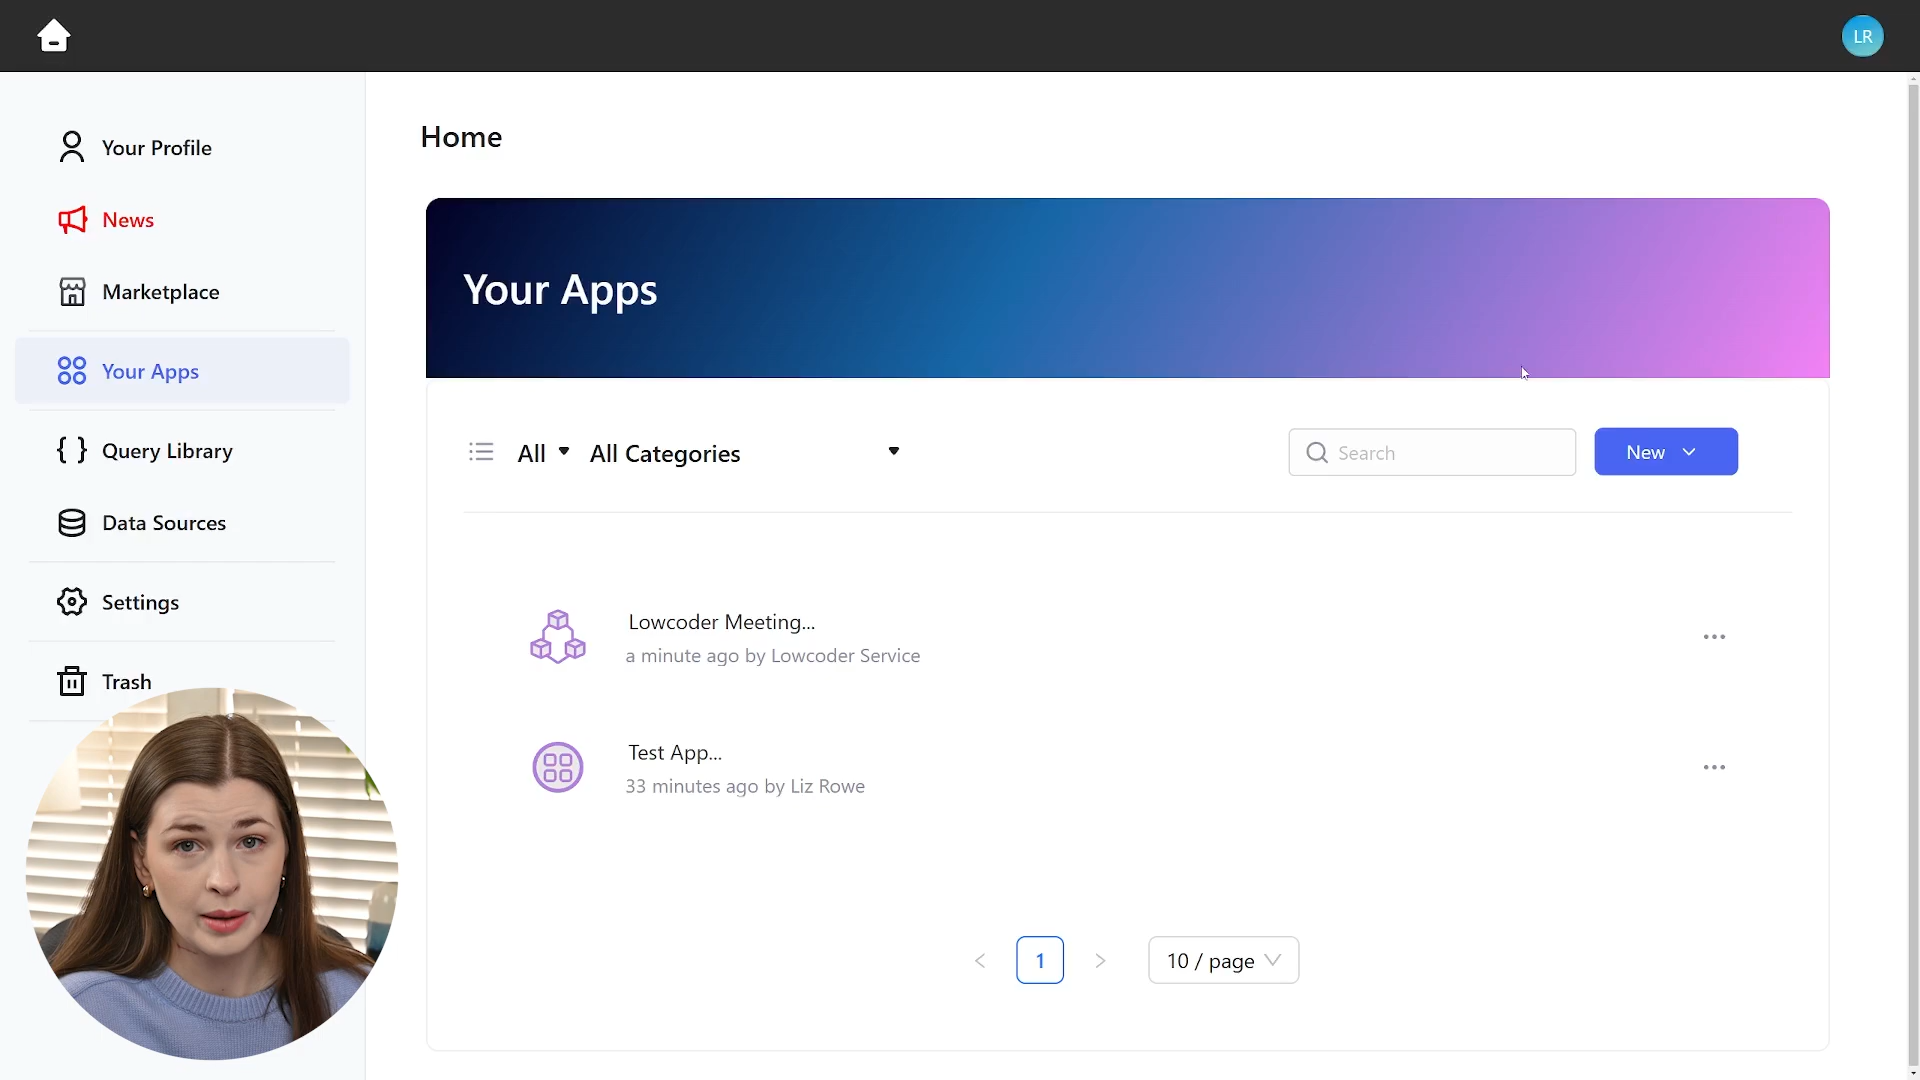 LR
Your Profile
News
Marketplace
Your Apps
Query Library
Data Sources
Settings
Trash
Home
Your Apps
All
All Categories
Search
New
Lowcoder Meeting...
a minute ago by Lowcoder Service
Test App...
33 minutes ago by Liz Rowe
1
10 / page